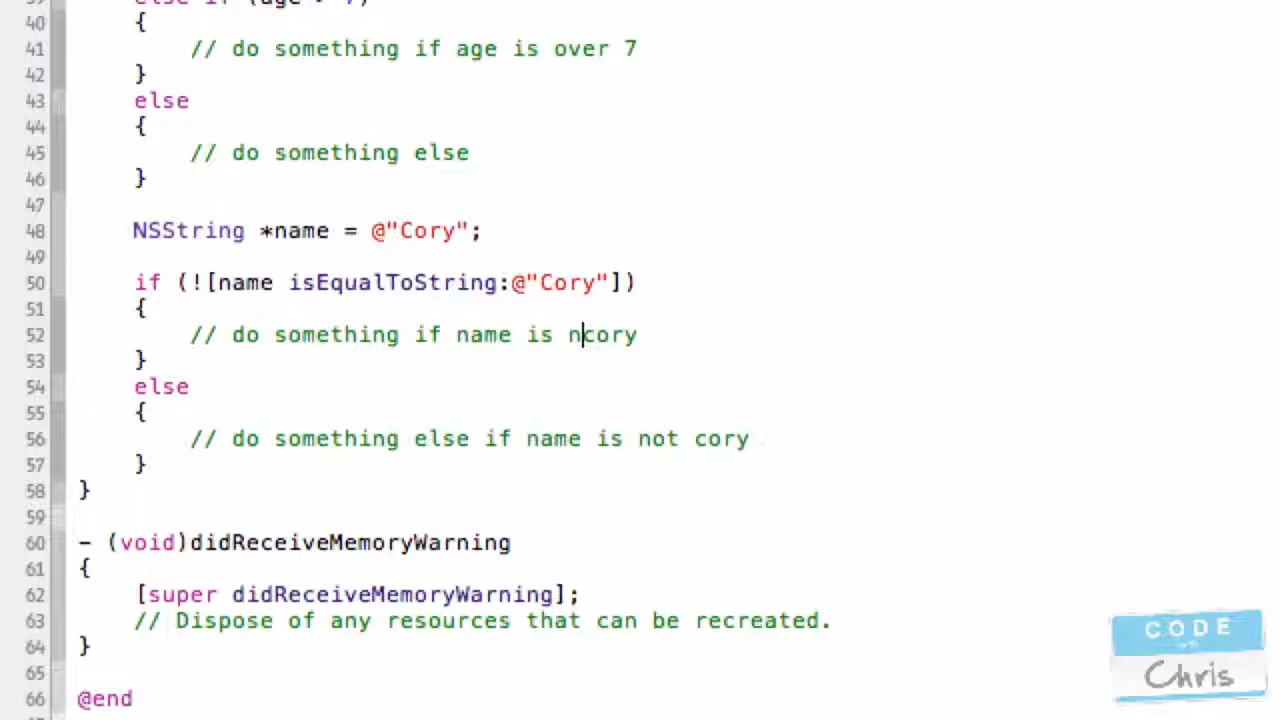 40 {
41 // do something if age is over 7
42 }
43 else
44 {
45 // do something else
46 }
47
48 NSString *name = @"Cory";
49
50 if (![name isEqualToString:@"Cory"])
51 {
52 // do something if name is ncory
53 }
54 else
55 {
56 // do something else if name is not cory
57 }
58 }
59
60 - (void)didReceiveMemoryWarning
61 {
62 [super didReceiveMemoryWarning];
63 // Dispose of any resources that can be recreated.
64 }
65
66 @end
CODE
with
Chris